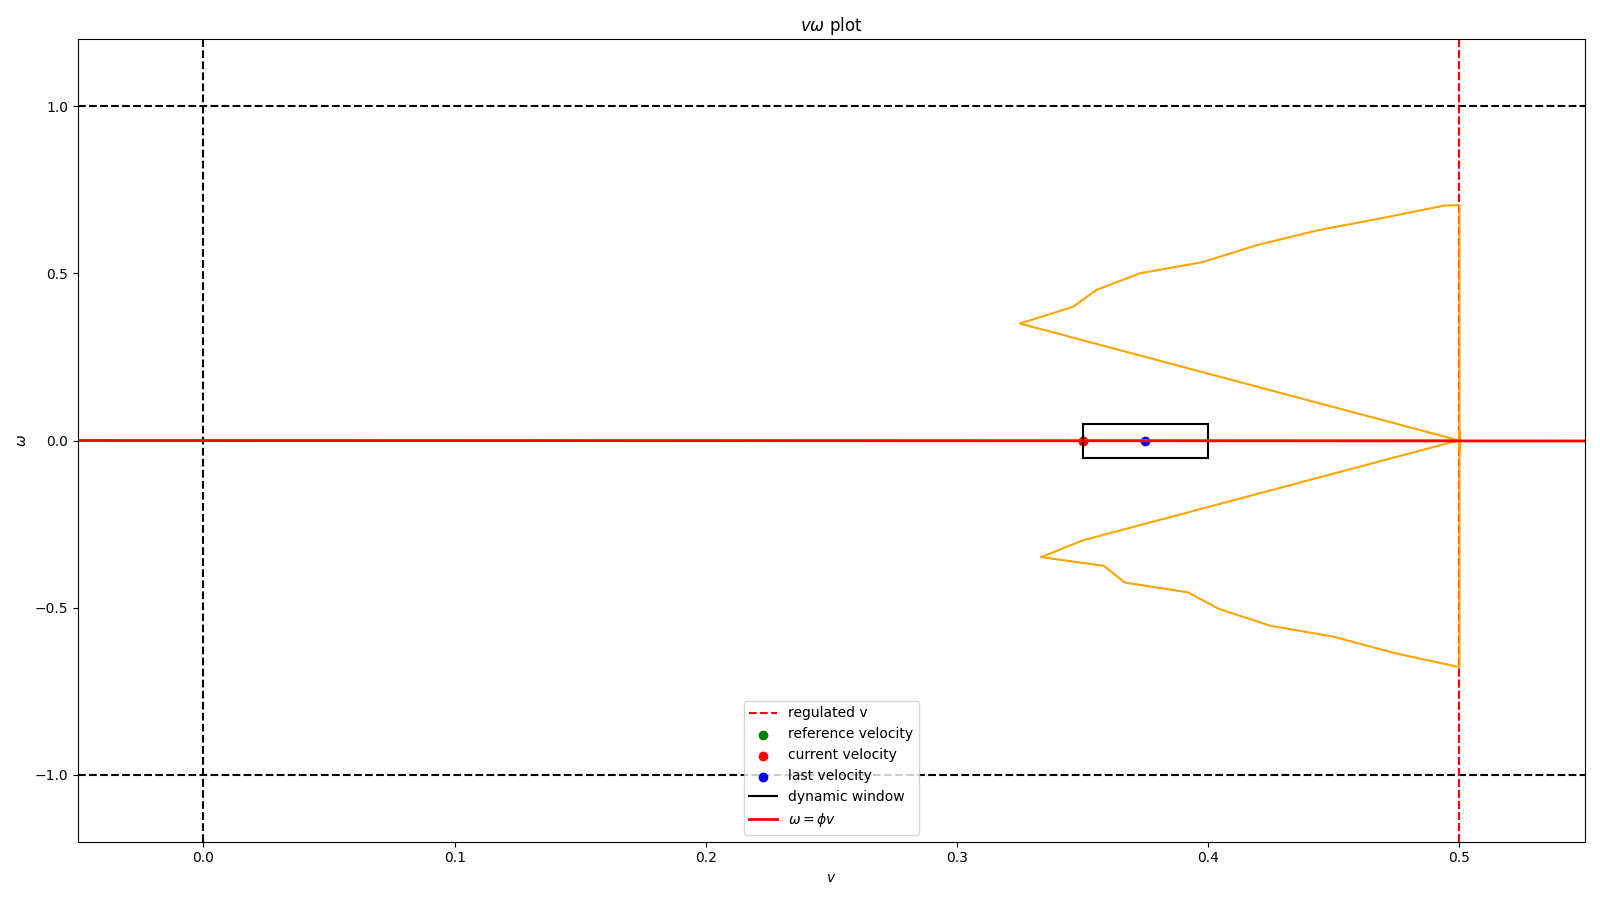 vω plot
1.0
0.5
0.0
−0.5
−1.0
ω
regulated v
reference velocity
current velocity
last velocity
dynamic window
ω = ϕv
0.0 0.1 0.2 0.3 0.4 0.5
v